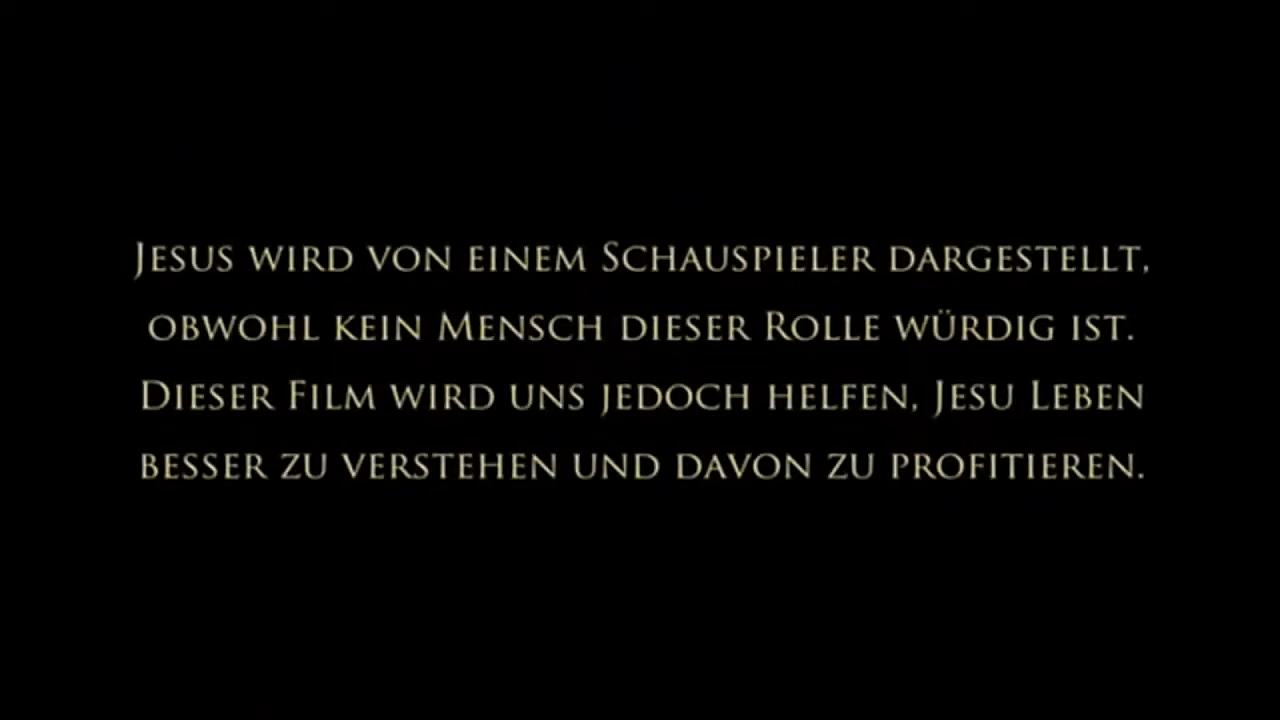 Jesus wird von einem Schauspieler dargestellt,
obwohl kein Mensch dieser Rolle würdig ist.
Dieser Film wird uns jedoch helfen, Jesu Leben
besser zu verstehen und davon zu profitieren.